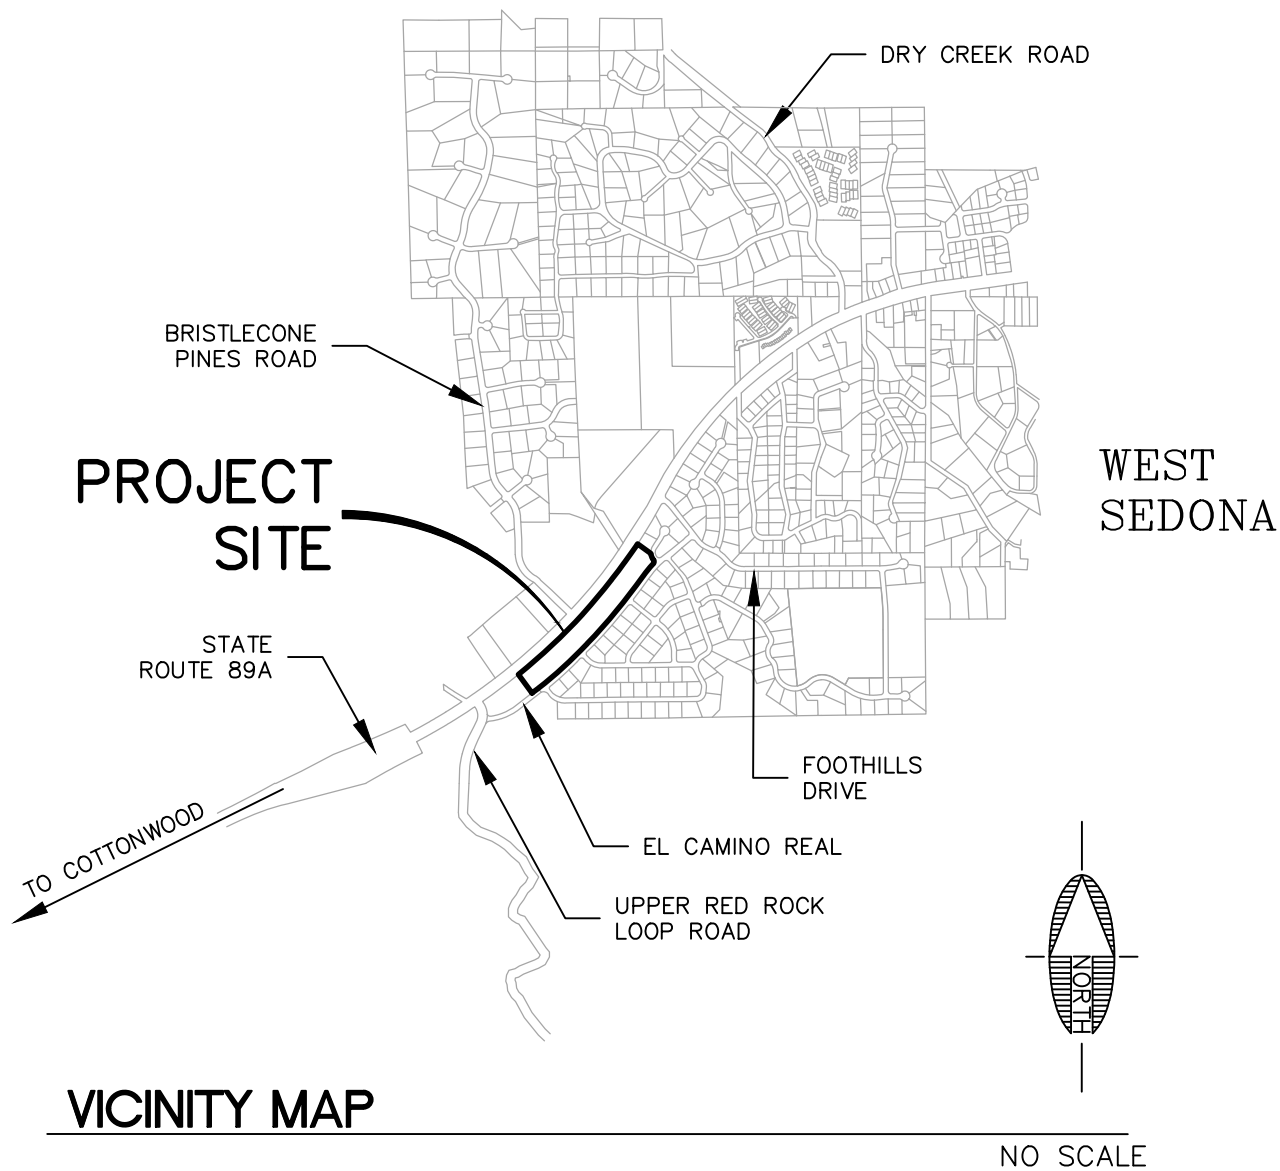 DRY CREEK ROAD
BRISTLECONE
PINES ROAD
PROJECT
SITE
WEST
SEDONA
STATE
ROUTE 89A
FOOTHILLS
DRIVE
TO COTTONWOOD
EL CAMINO REAL
UPPER RED ROCK
LOOP ROAD
NORTH
VICINITY MAP
NO SCALE